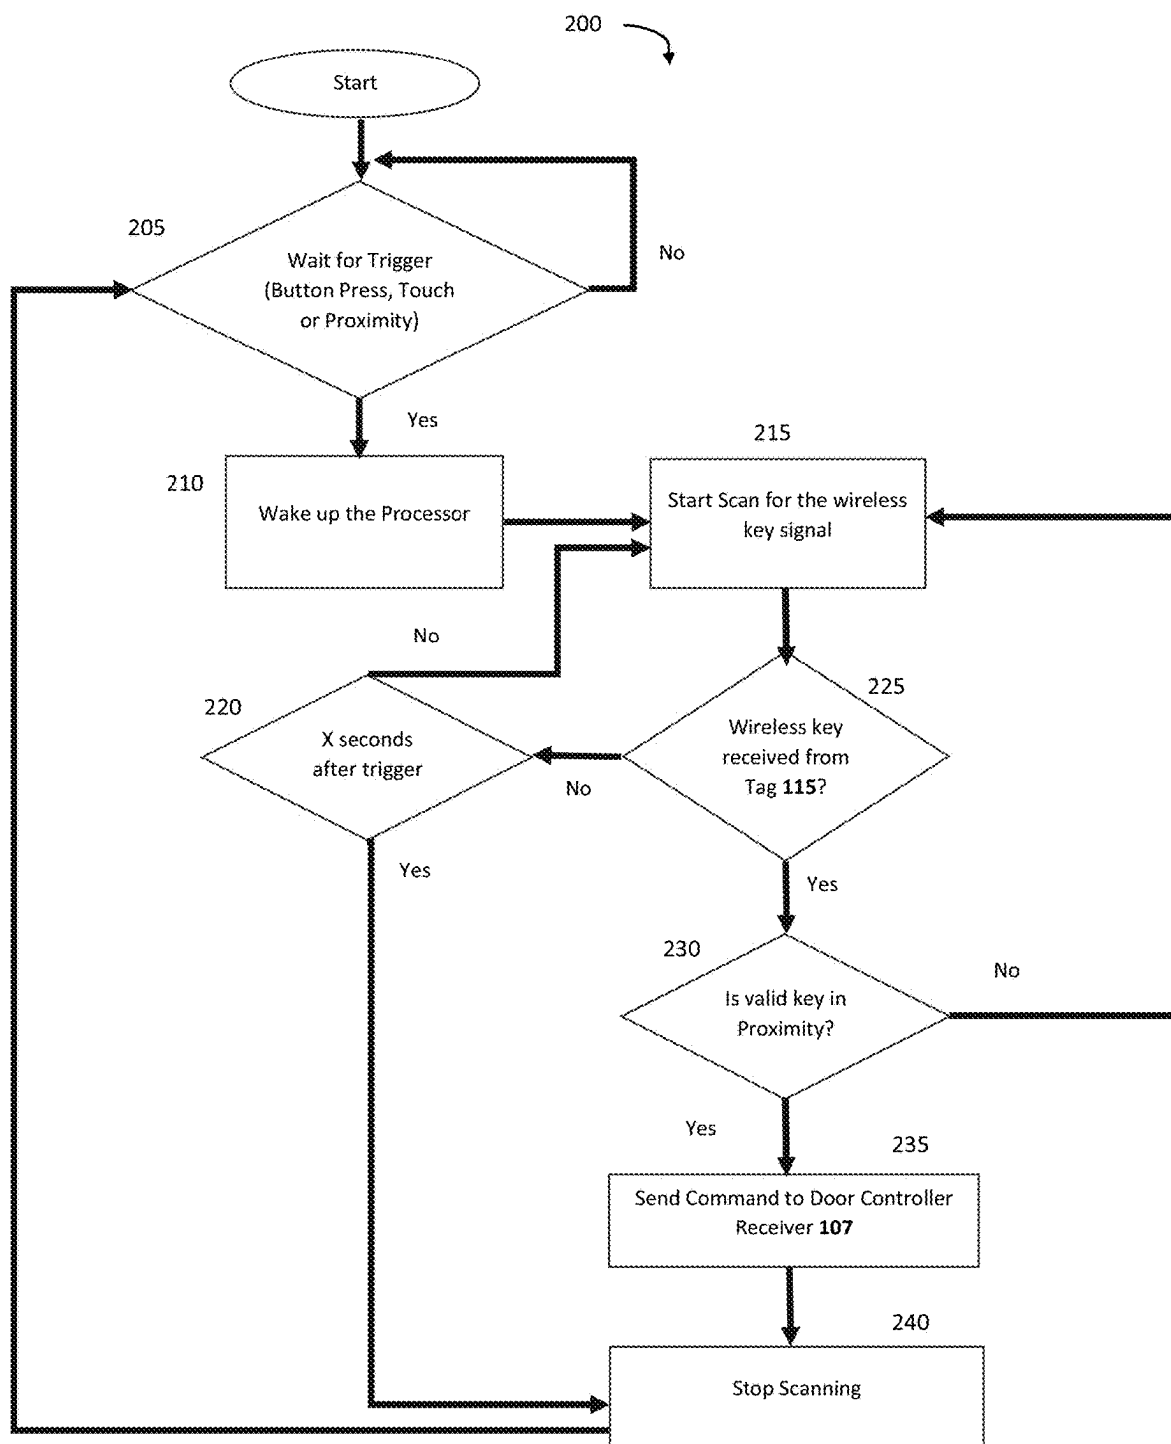 200
Start
205
Wait for Trigger
(Button Press, Touch
or Proximity)
No
Yes
210
Wake up the Processor
215
Start Scan for the wireless
key signal
No
220
X seconds
after trigger
225
Wireless key
received from
Tag 115?
No
Yes
Yes
230
Is valid key in
Proximity?
No
Yes
235
Send Command to Door Controller
Receiver 107
240
Stop Scanning